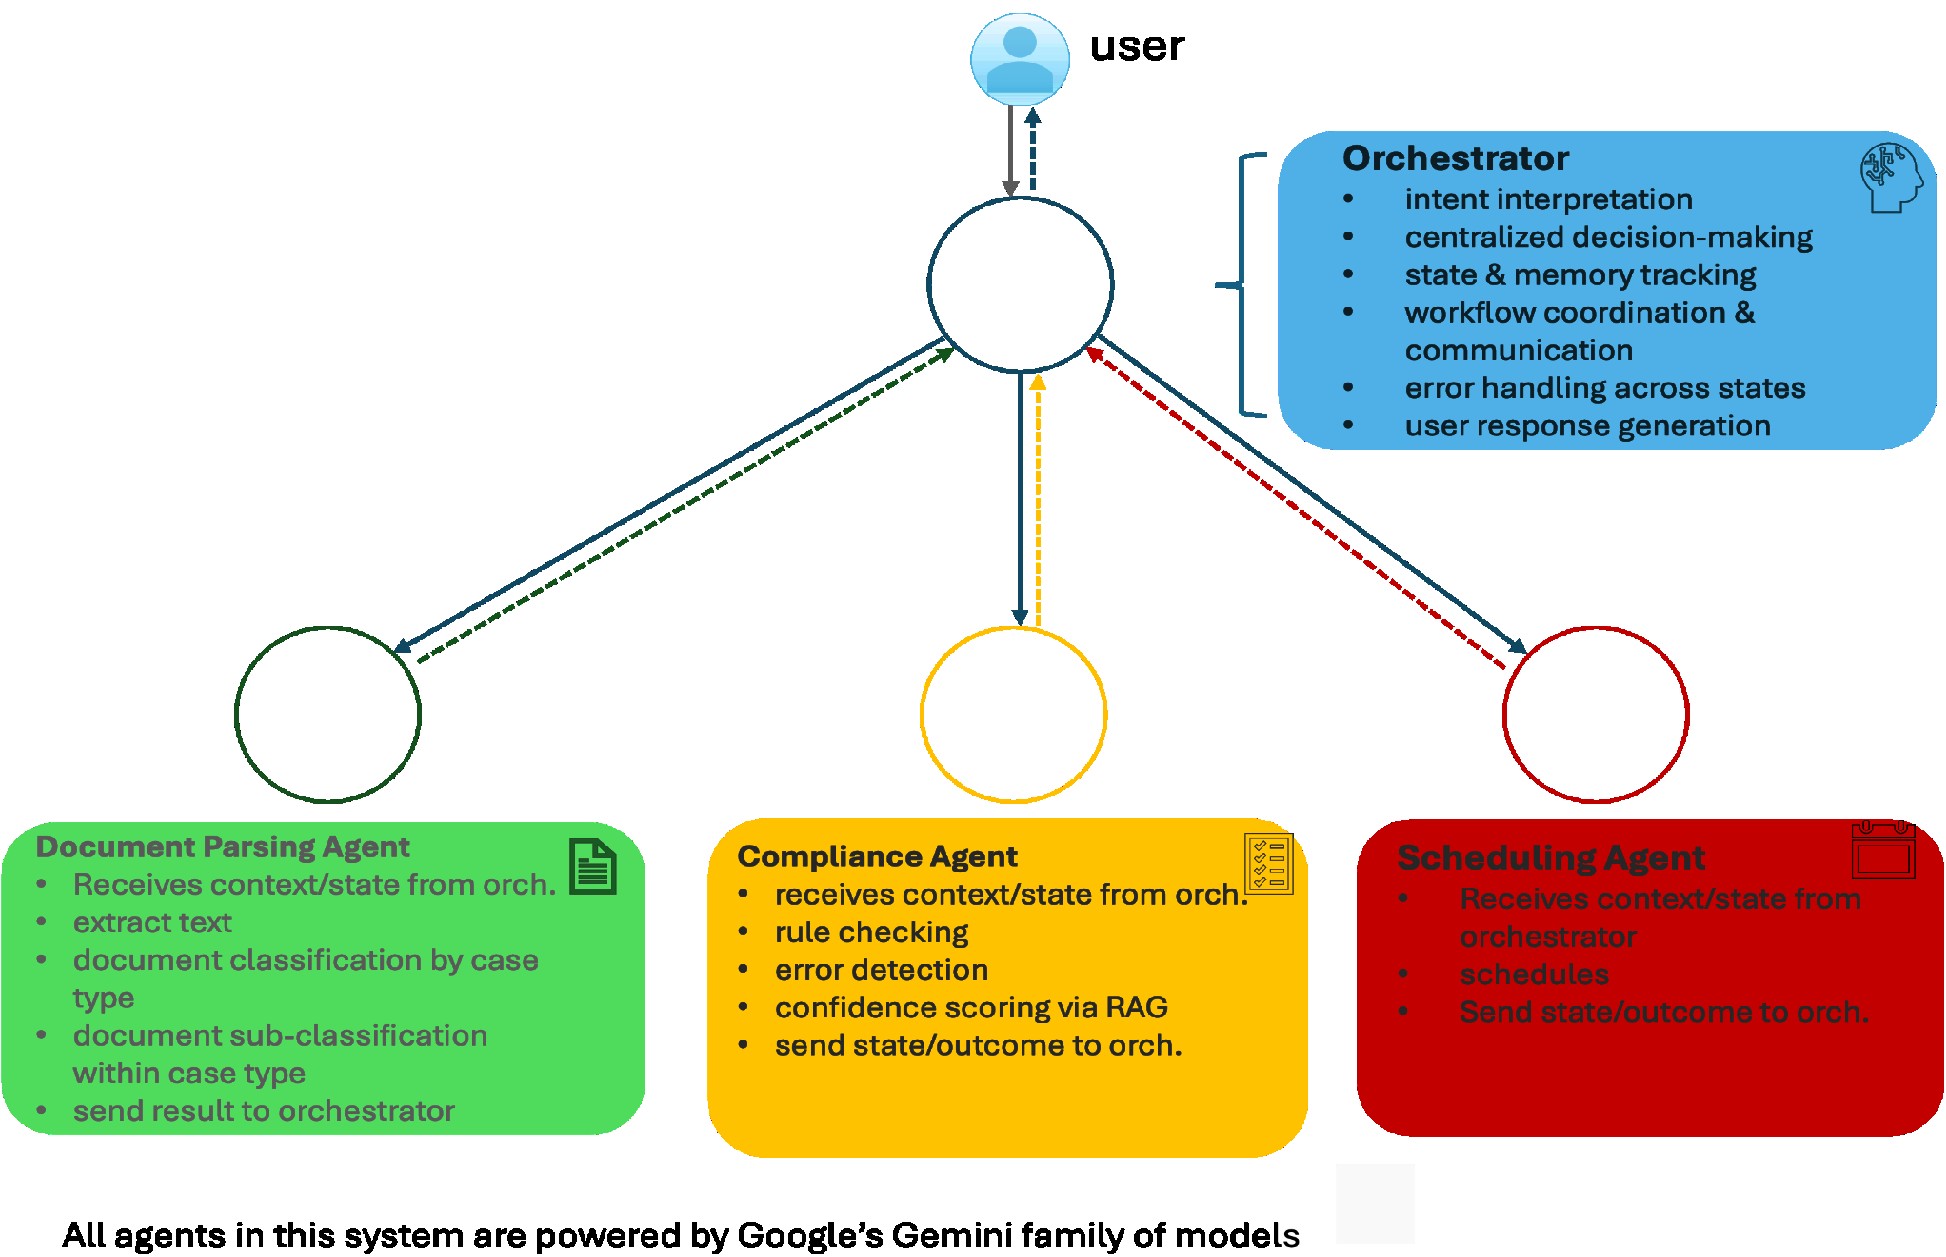 user
Orchestrator
• intent interpretation
• centralized decision-making
• state & memory tracking
• workflow coordination &
communication
• error handling across states
• user response generation
Document Parsing Agent
• Receives context/state from orch.
• extract text
• document classification by case
type
• document sub-classification
within case type
• send result to orchestrator
Compliance Agent
• receives context/state from orch.
• rule checking
• error detection
• confidence scoring via RAG
• send state/outcome to orch.
Scheduling Agent
• Receives context/state from
orchestrator
• schedules
• Send state/outcome to orch.
All agents in this system are powered by Google’s Gemini family of models